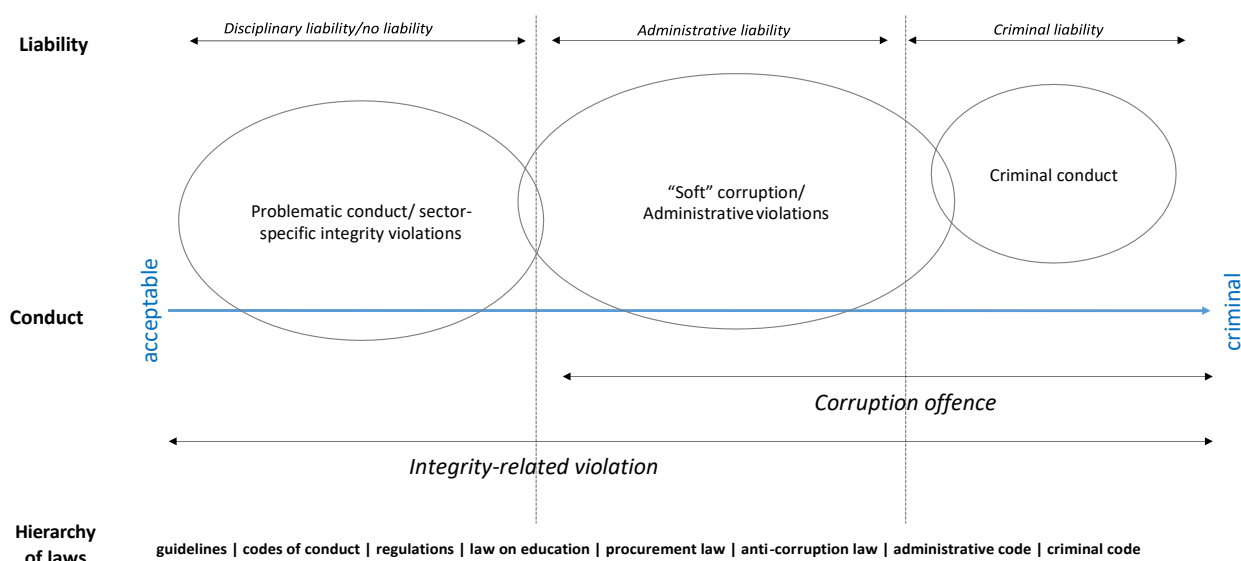 Liability
Disciplinary liability/no liability
Administrative liability
Criminal liability
Problematic conduct/ sector-
specific integrity violations
“Soft” corruption/
Administrative violations
Criminal conduct
Conduct
acceptable
criminal
Corruption offence
Integrity-related violation
Hierarchy
of laws
guidelines | codes of conduct | regulations | law on education | procurement law | anti-corruption law | administrative code | criminal code